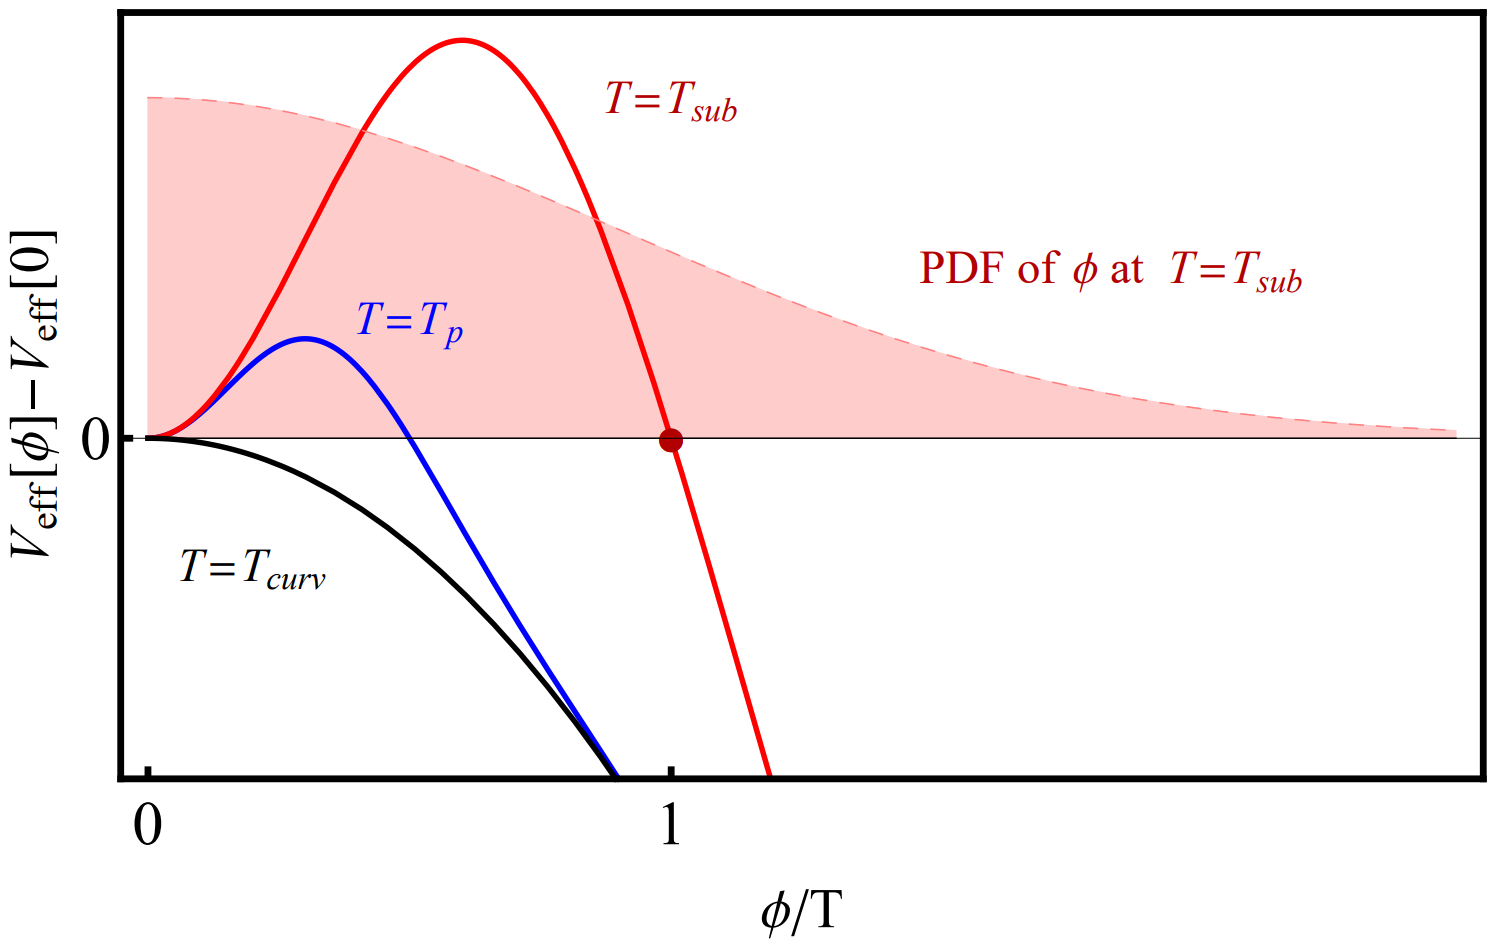 T=T_sub
PDF of ϕ at T=T_sub
T=T_p
V_eff[ϕ]−V_eff[0]
0
T=T_curv
0 1
ϕ/T